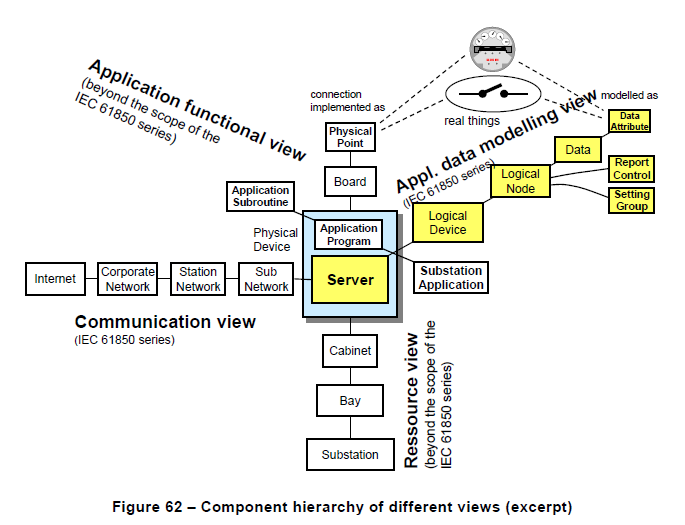 Application functional view
(beyond the scope of the
IEC 61850 series)
connection
implemented as
modelled as
real things
Physical
Point
Board
Appl. data modelling view
(IEC 61850 series)
Data
Attribute
Data
Report
Control
Logical
Node
Setting
Group
Logical
Device
Application
Subroutine
Physical
Device
Application
Program
Server
Substation
Application
Internet
Corporate
Network
Station
Network
Sub
Network
Communication view
(IEC 61850 series)
Cabinet
Bay
Substation
Ressource view
(beyond the scope of the
IEC 61850 series)
Figure 62 – Component hierarchy of different views (excerpt)